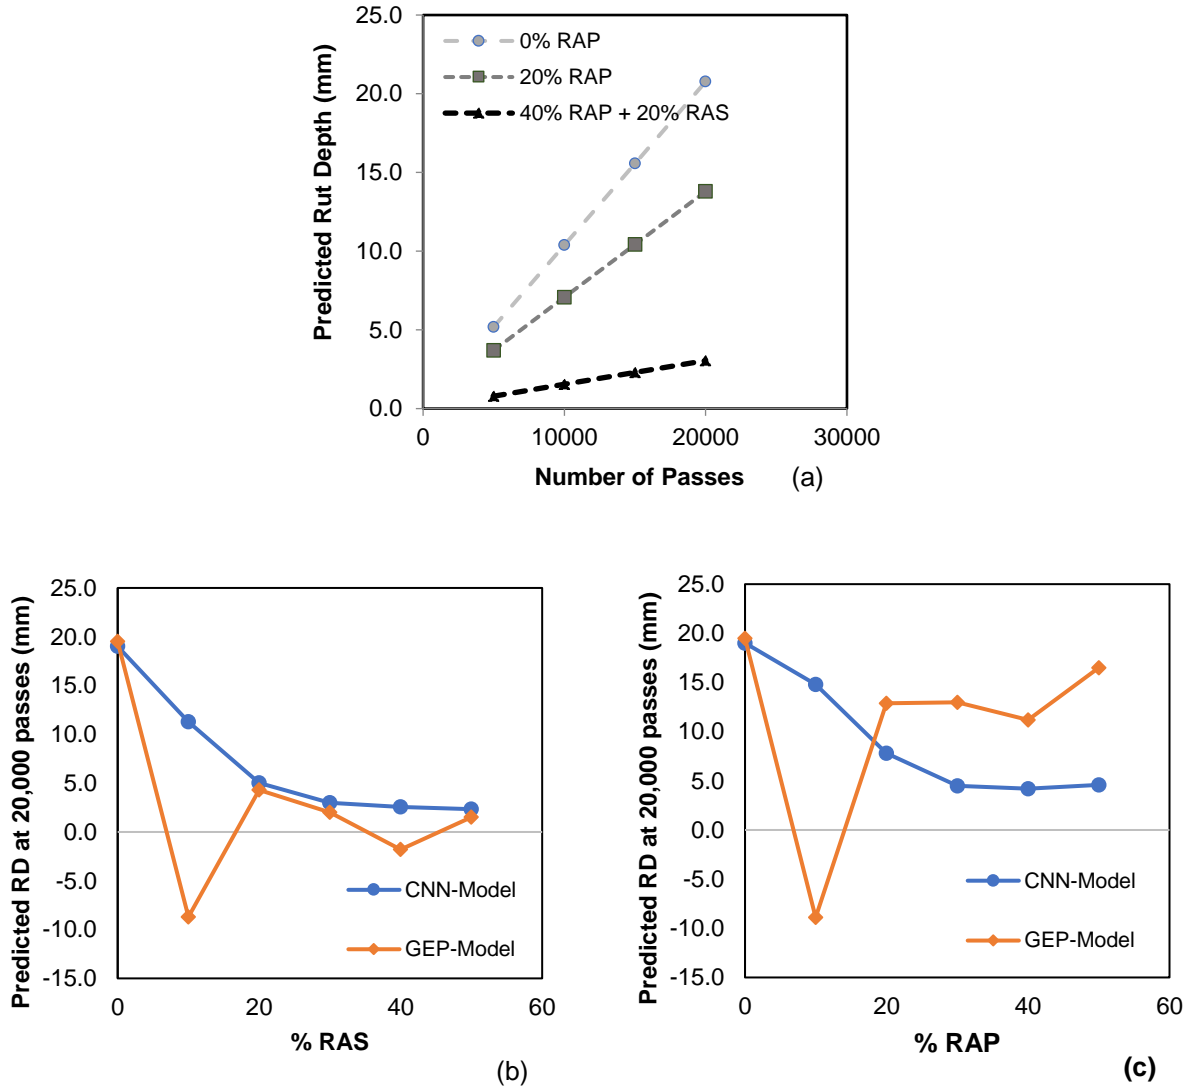 Predicted Rut Depth (mm)
25.0
20.0
15.0
10.0
5.0
0.0
0% RAP
20% RAP
40% RAP + 20% RAS
0 10000 20000 30000
Number of Passes (a)
Predicted RD at 20,000 passes (mm)
25.0
20.0
15.0
10.0
5.0
0.0
-5.0
-10.0
-15.0
CNN-Model
GEP-Model
0 20 40 60
% RAS
(b)
Predicted RD at 20,000 passes (mm)
25.0
20.0
15.0
10.0
5.0
0.0
-5.0
-10.0
-15.0
CNN-Model
GEP-Model
0 20 40 60
% RAP
(c)